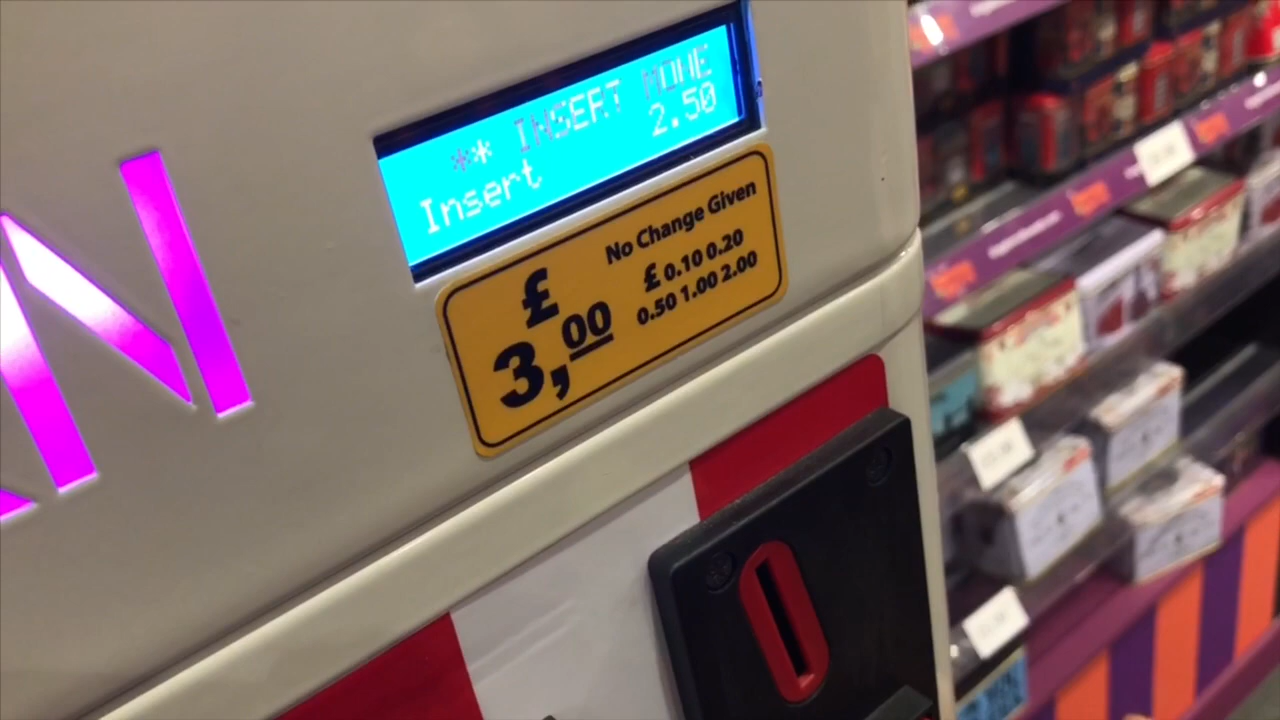 ** INSERT MONE
Insert 2.50
£ 3,00
No Change Given
£ 0.10 0.20
0.50 1.00 2.00
N